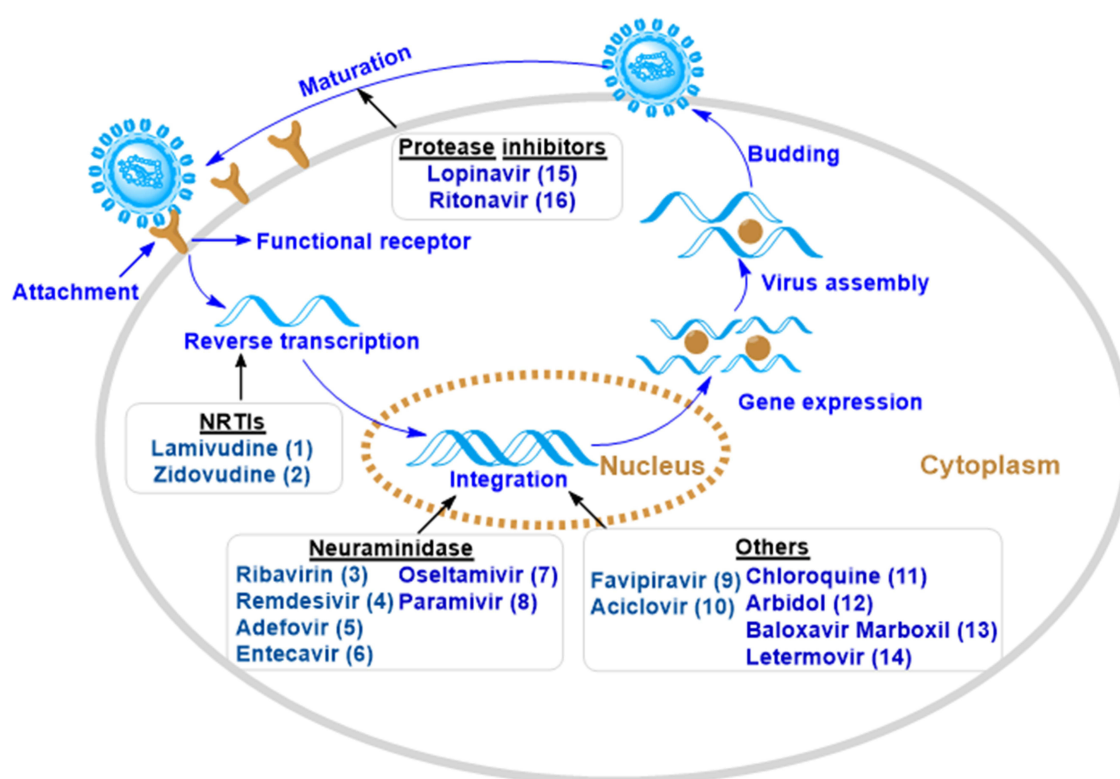 Maturation
Protease inhibitors
Lopinavir (15)
Ritonavir (16)
Budding
Functional receptor
Attachment
Virus assembly
Reverse transcription
Gene expression
NRTIs
Lamivudine (1)
Zidovudine (2)
Nucleus
Integration
Cytoplasm
Neuraminidase
Ribavirin (3)
Remdesivir (4)
Adefovir (5)
Entecavir (6)
Oseltamivir (7)
Paramivir (8)
Others
Favipiravir (9)
Aciclovir (10)
Chloroquine (11)
Arbidol (12)
Baloxavir Marboxil (13)
Letermovir (14)